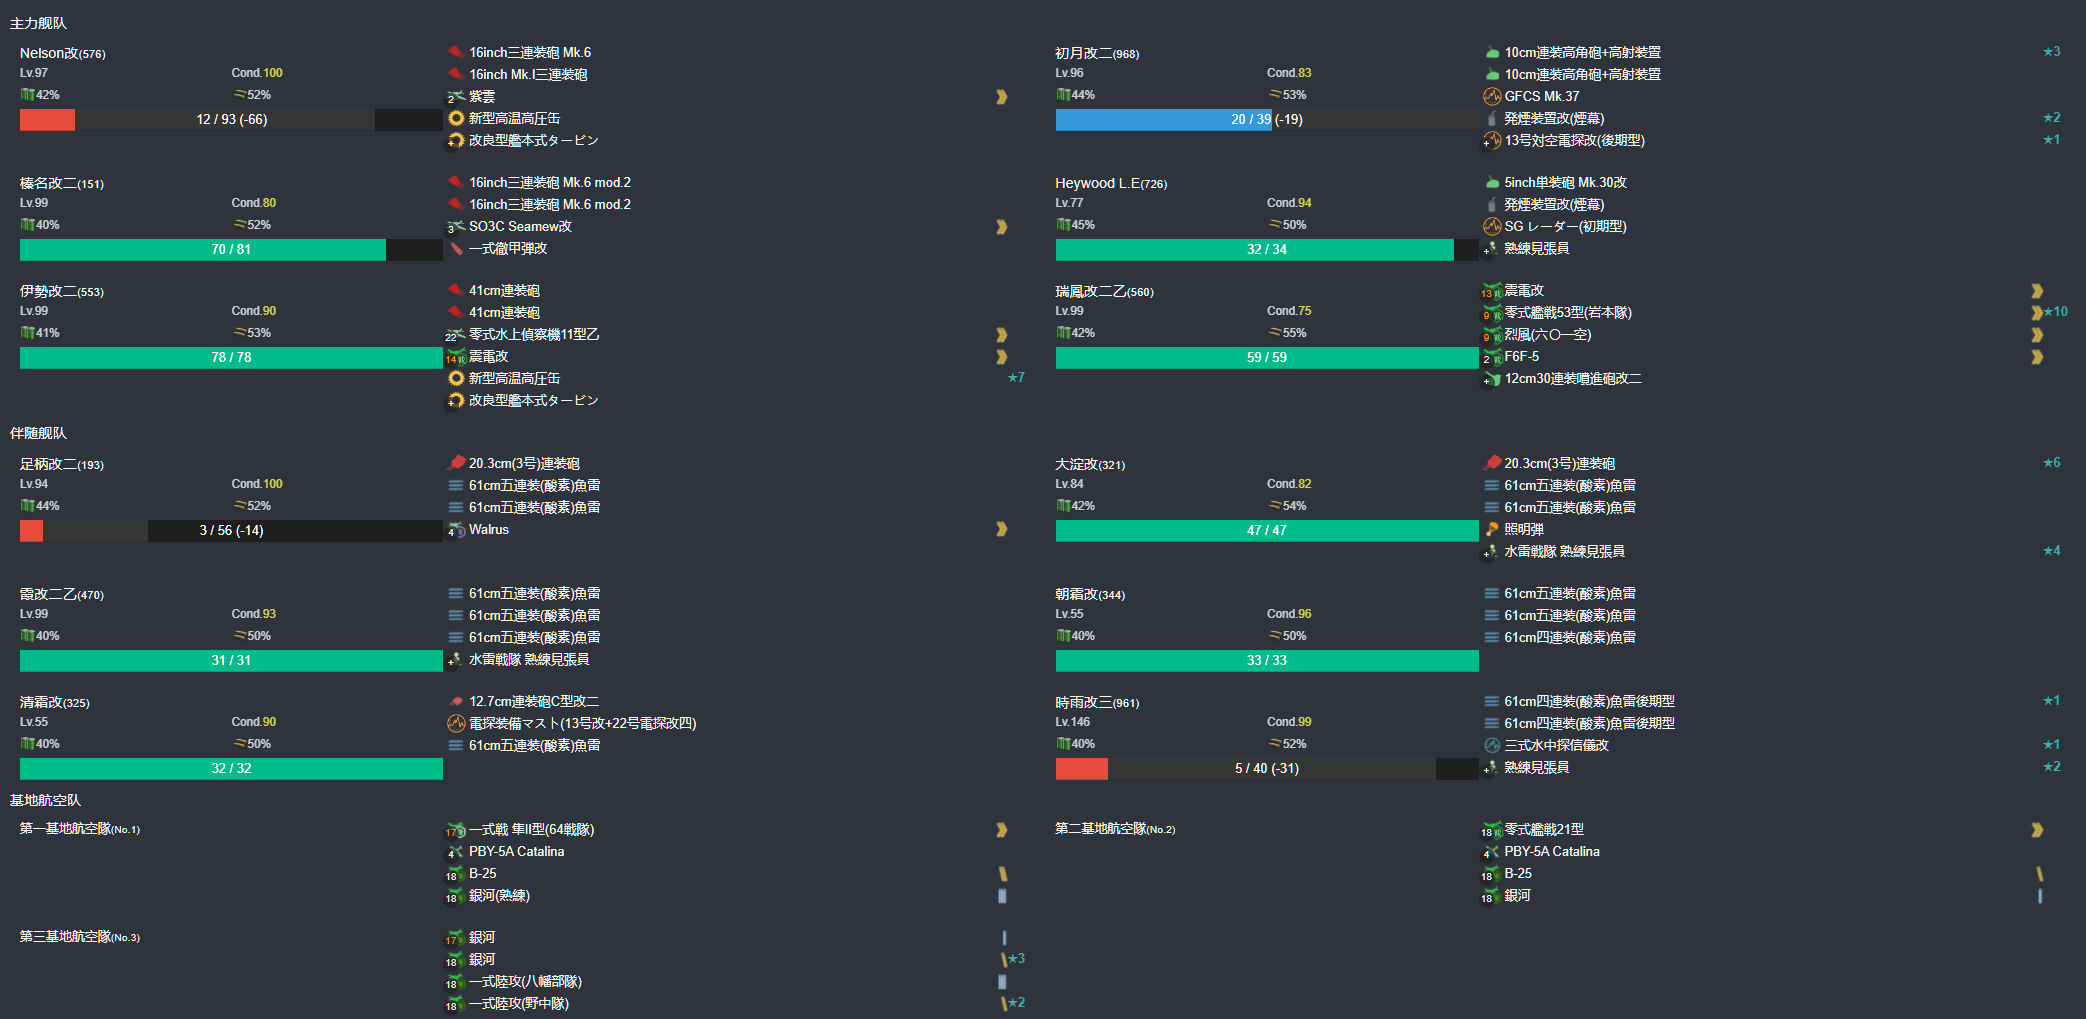 主力舰队
Nelson改(576)
Lv.97 Cond.100
42% 52%
12 / 93 (-66)
16inch三連装砲 Mk.6
16inch Mk.I三連装砲
2 紫雲
新型高温高圧缶
+ 改良型艦本式タービン
初月改二(968)
Lv.96 Cond.83
44% 53%
20 / 39 (-19)
10cm連装高角砲+高射装置 ★3
10cm連装高角砲+高射装置
GFCS Mk.37
発煙装置改(煙幕) ★2
+ 13号対空電探改(後期型) ★1
榛名改二(151)
Lv.99 Cond.80
40% 52%
70 / 81
16inch三連装砲 Mk.6 mod.2
16inch三連装砲 Mk.6 mod.2
3 SO3C Seamew改
一式徹甲弾改
Heywood L.E(726)
Lv.77 Cond.94
45% 50%
32 / 34
5inch単装砲 Mk.30改
発煙装置改(煙幕)
SG レーダー(初期型)
+ 熟練見張員
伊勢改二(553)
Lv.99 Cond.90
41% 53%
78 / 78
41cm連装砲
41cm連装砲
22 零式水上偵察機11型乙
14 震電改
新型高温高圧缶 ★7
+ 改良型艦本式タービン
瑞鳳改二乙(560)
Lv.99 Cond.75
42% 55%
59 / 59
13 震電改
9 零式艦戦53型(岩本隊) ★10
9 烈風(六〇一空)
2 F6F-5
+ 12cm30連装噴進砲改二
伴随舰队
足柄改二(193)
Lv.94 Cond.100
44% 52%
3 / 56 (-14)
20.3cm(3号)連装砲
61cm五連装(酸素)魚雷
61cm五連装(酸素)魚雷
4 Walrus
大淀改(321)
Lv.84 Cond.82
42% 54%
47 / 47
20.3cm(3号)連装砲 ★6
61cm五連装(酸素)魚雷
61cm五連装(酸素)魚雷
照明弾
+ 水雷戦隊 熟練見張員 ★4
霞改二乙(470)
Lv.99 Cond.93
40% 50%
31 / 31
61cm五連装(酸素)魚雷
61cm五連装(酸素)魚雷
61cm五連装(酸素)魚雷
+ 水雷戦隊 熟練見張員
朝霜改(344)
Lv.55 Cond.96
40% 50%
33 / 33
61cm五連装(酸素)魚雷
61cm五連装(酸素)魚雷
61cm四連装(酸素)魚雷
清霜改(325)
Lv.55 Cond.90
40% 50%
32 / 32
12.7cm連装砲C型改二
電探装備マスト(13号改+22号電探改四)
61cm五連装(酸素)魚雷
時雨改三(961)
Lv.146 Cond.99
40% 52%
5 / 40 (-31)
61cm四連装(酸素)魚雷後期型 ★1
61cm四連装(酸素)魚雷後期型
三式水中探信儀改 ★1
+ 熟練見張員 ★2
基地航空队
第一基地航空隊(No.1)
17 一式戦 隼II型(64戦隊)
4 PBY-5A Catalina
18 B-25
18 銀河(熟練)
第二基地航空隊(No.2)
18 零式艦戦21型
4 PBY-5A Catalina
18 B-25
18 銀河
第三基地航空隊(No.3)
17 銀河
18 銀河 ★3
18 一式陸攻(八幡部隊)
18 一式陸攻(野中隊) ★2